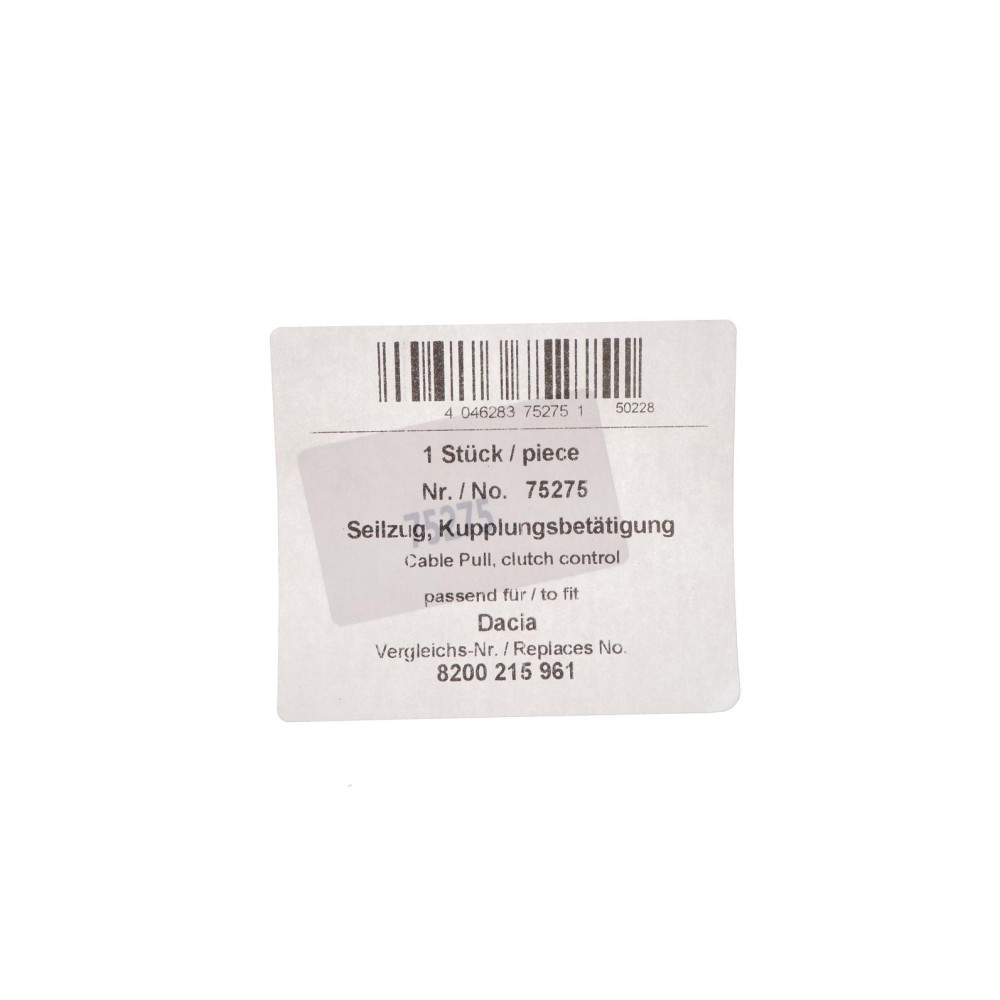 4 046283 75275 1 50228
1 Stück / piece
Nr. / No. 75275
75275
Seilzug, Kupplungsbetätigung
Cable Pull, clutch control
passend für / to fit
Dacia
Vergleichs-Nr. / Replaces No.
8200 215 961